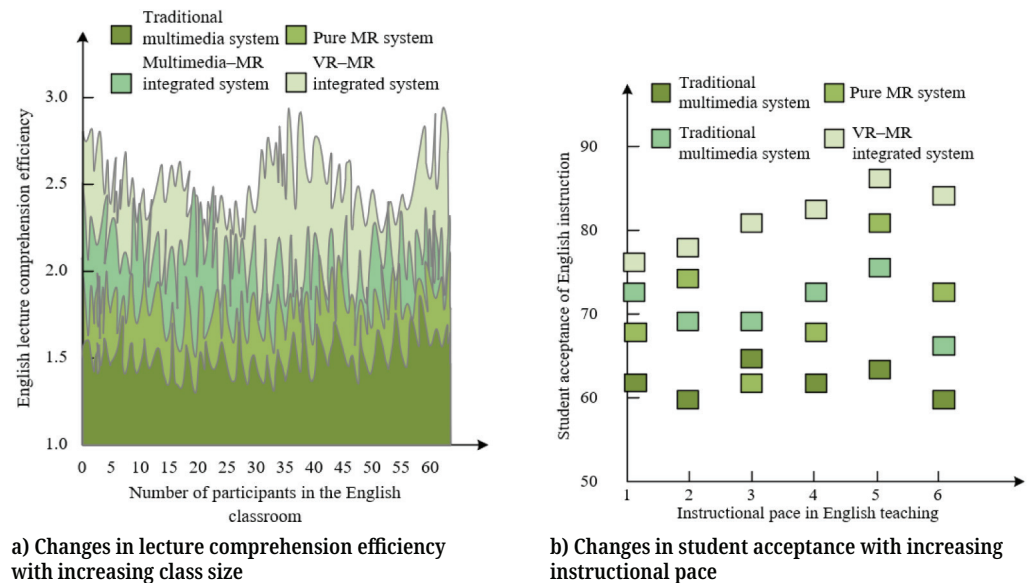 Traditional
multimedia system
Pure MR system
Multimedia–MR
integrated system
VR–MR
integrated system
English lecture comprehension efficiency
3.0
2.5
2.0
1.5
1.0
0 5 10 15 20 25 30 35 40 45 50 55 60
Number of participants in the English
classroom
a) Changes in lecture comprehension efficiency
with increasing class size
Traditional
multimedia system
Pure MR system
Traditional
multimedia system
VR–MR
integrated system
Student acceptance of English instruction
90
80
70
60
50
1 2 3 4 5 6
Instructional pace in English teaching
b) Changes in student acceptance with increasing
instructional pace